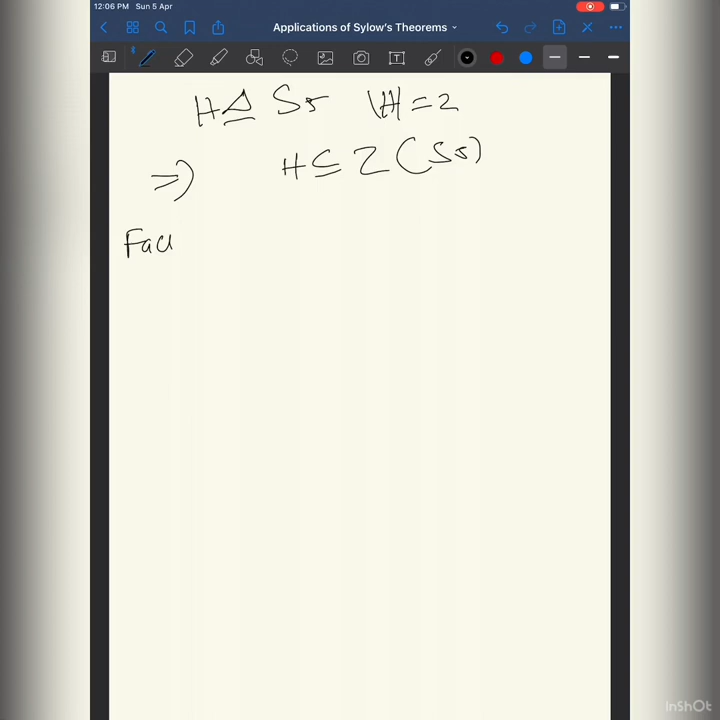 12:06 PM Sun 5 Apr
Applications of Sylow's Theorems
H ⊴ S5 |H| = 2
⇒ H ⊆ Z(S5)
Fac
InShOt